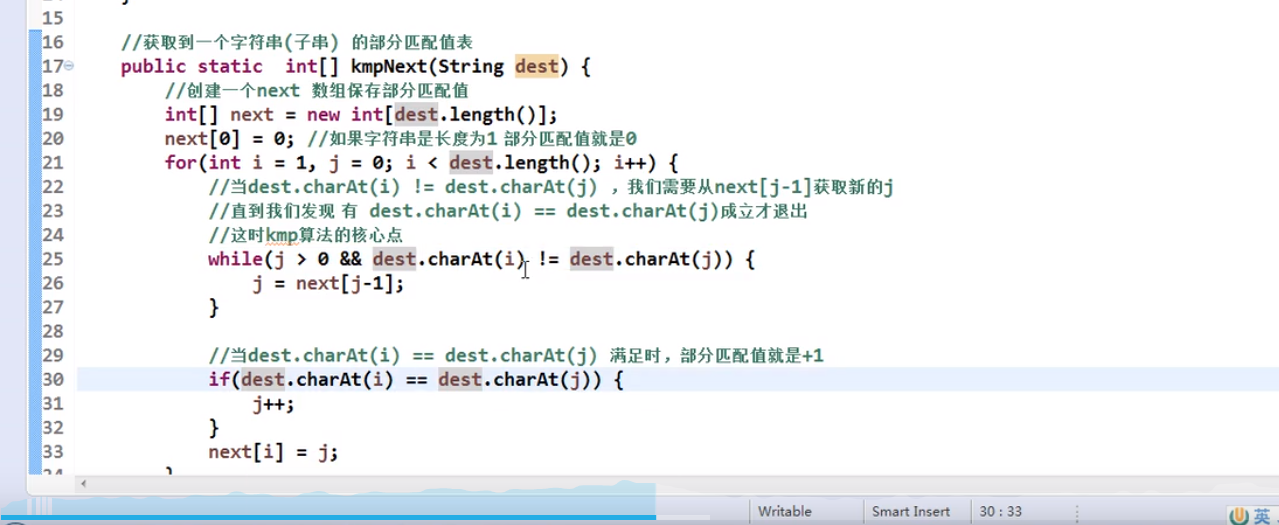 15
16 //获取到一个字符串(子串) 的部分匹配值表
17 public static  int[] kmpNext(String dest) {
18 //创建一个next 数组保存部分匹配值
19 int[] next = new int[dest.length()];
20 next[0] = 0; //如果字符串是长度为1 部分匹配值就是0
21 for(int i = 1, j = 0; i < dest.length(); i++) {
22 //当dest.charAt(i) != dest.charAt(j) ，我们需要从next[j-1]获取新的j
23 //直到我们发现 有 dest.charAt(i) == dest.charAt(j)成立才退出
24 //这时kmp算法的核心点
25 while(j > 0 && dest.charAt(i) != dest.charAt(j)) {
26 j = next[j-1];
27 }
28
29 //当dest.charAt(i) == dest.charAt(j) 满足时，部分匹配值就是+1
30 if(dest.charAt(i) == dest.charAt(j)) {
31 j++;
32 }
33 next[i] = j;
Writable Smart Insert 30 : 33
英